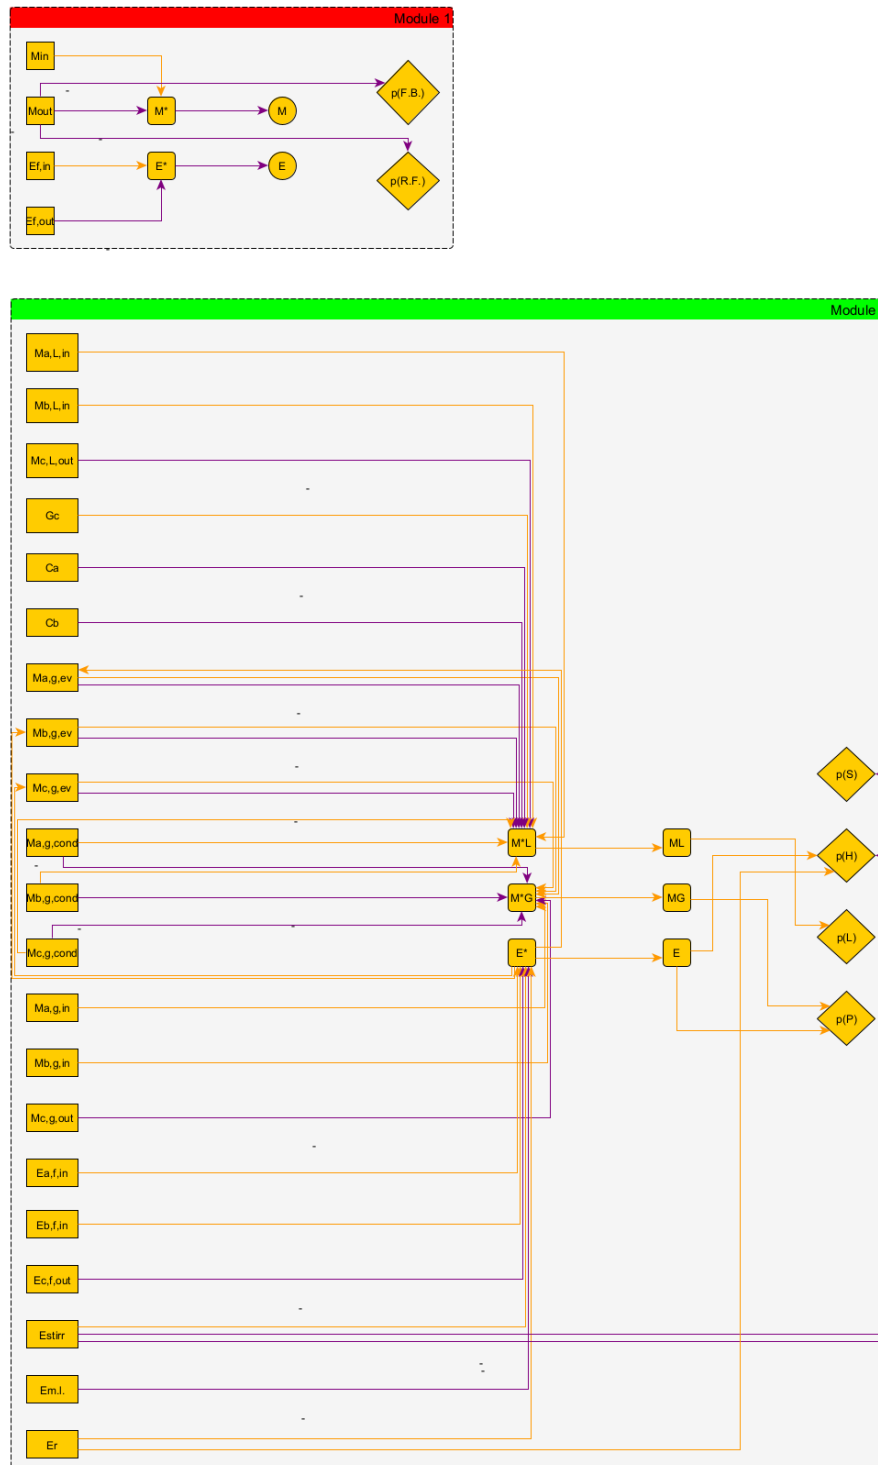 Module 1
Min
p(F.B.)
Mout
M*
M
Ef,in
E*
E
p(R.F.)
Ef,out
Module
Ma,L,in
Mb,L,in
Mc,L,out
Gc
Ca
Cb
Ma,g,ev
Mb,g,ev
p(S)
Mc,g,ev
Ma,g,cond
M*L
ML
p(H)
Mb,g,cond
M*G
MG
p(L)
Mc,g,cond
E*
E
Ma,g,in
p(P)
Mb,g,in
Mc,g,out
Ea,f,in
Eb,f,in
Ec,f,out
Estirr
Em.l.
Er